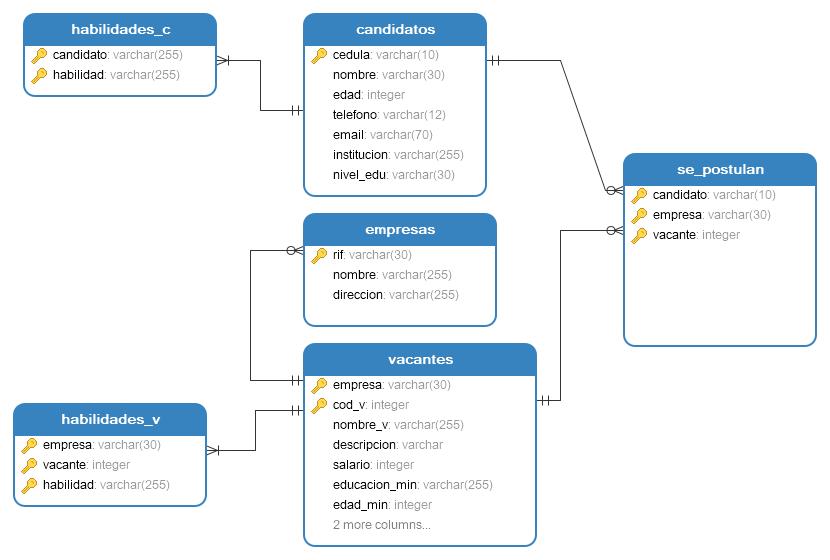 habilidades_c
candidato: varchar(255)
habilidad: varchar(255)
candidatos
cedula: varchar(10)
nombre: varchar(30)
edad: integer
telefono: varchar(12)
email: varchar(70)
institucion: varchar(255)
nivel_edu: varchar(30)
se_postulan
candidato: varchar(10)
empresa: varchar(30)
vacante: integer
empresas
rif: varchar(30)
nombre: varchar(255)
direccion: varchar(255)
vacantes
empresa: varchar(30)
cod_v: integer
nombre_v: varchar(255)
descripcion: varchar
salario: integer
educacion_min: varchar(255)
edad_min: integer
2 more columns...
habilidades_v
empresa: varchar(30)
vacante: integer
habilidad: varchar(255)